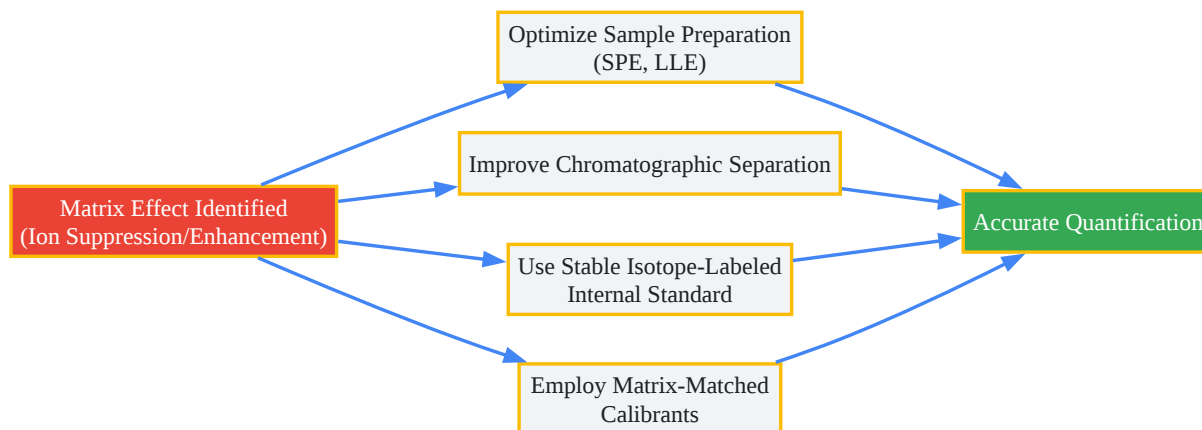 Optimize Sample Preparation
(SPE, LLE)
Improve Chromatographic Separation
Matrix Effect Identified
(Ion Suppression/Enhancement)
Accurate Quantification
Use Stable Isotope-Labeled
Internal Standard
Employ Matrix-Matched
Calibrants